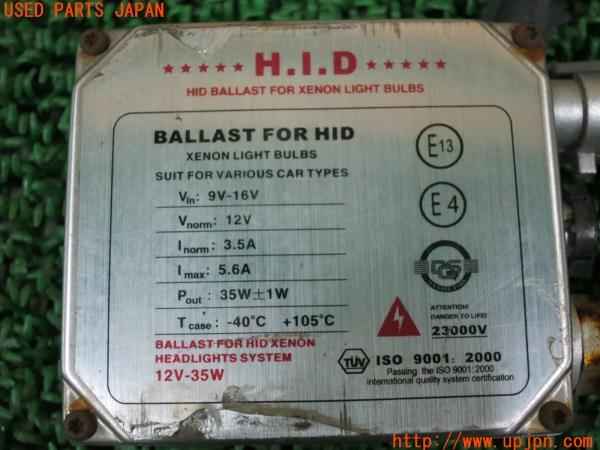 USED PARTS JAPAN
★★★★★ H.I.D ★★★★★
HID BALLAST FOR XENON LIGHT BULBS
BALLAST FOR HID
XENON LIGHT BULBS
SUIT FOR VARIOUS CAR TYPES
Vin: 9V-16V
Vnorm: 12V
Inorm: 3.5A
Imax: 5.6A
Pout: 35W±1W
Tcase: -40°C +105°C
BALLAST FOR HID XENON
HEADLIGHTS SYSTEM
12V-35W
E13
E4
ATTENTION!
DANGER TO LIFE!
23000V
TÜV ISO 9001: 2000
Passing the ISO 9001:2000
international quality system certification
http://www.upjpn.com/